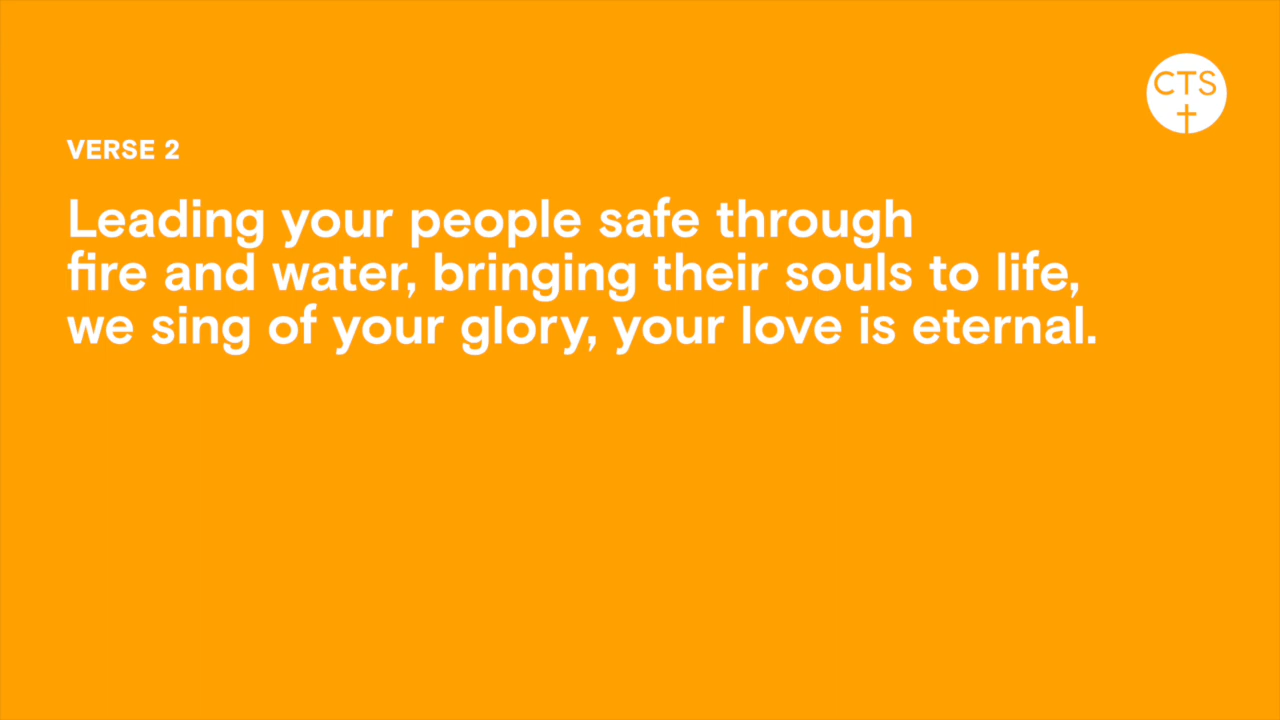 CTS
VERSE 2
Leading your people safe through
fire and water, bringing their souls to life,
we sing of your glory, your love is eternal.